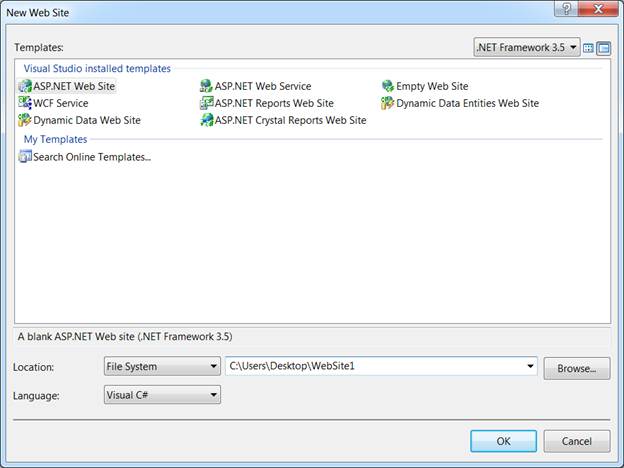 New Web Site
Templates: .NET Framework 3.5
Visual Studio installed templates
ASP.NET Web Site ASP.NET Web Service Empty Web Site
WCF Service ASP.NET Reports Web Site Dynamic Data Entities Web Site
Dynamic Data Web Site ASP.NET Crystal Reports Web Site
My Templates
Search Online Templates...
A blank ASP.NET Web site (.NET Framework 3.5)
Location: File System C:\Users\Desktop\WebSite1 Browse...
Language: Visual C#
OK Cancel